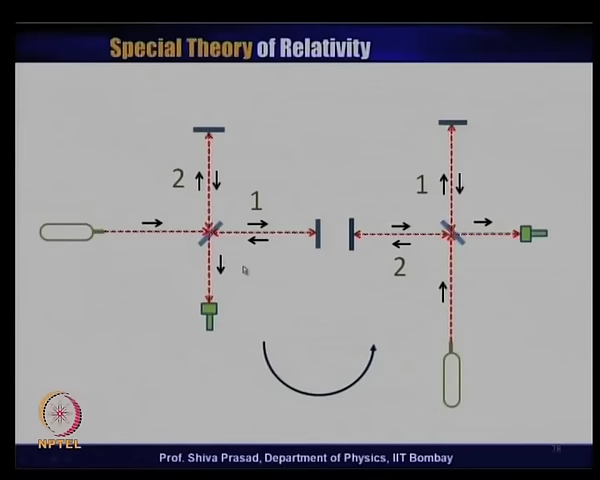 Special Theory of Relativity
2
1
1
2
NPTEL
Prof. Shiva Prasad, Department of Physics, IIT Bombay